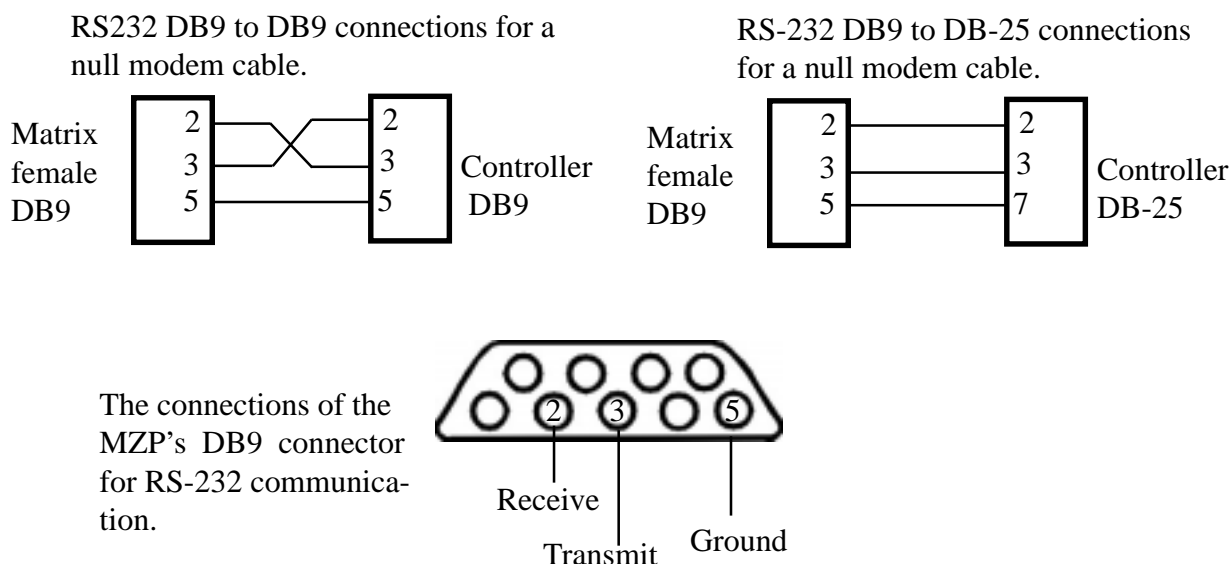 RS232 DB9 to DB9 connections for a
null modem cable.
Matrix
female
DB9
2
3
5
2
3
5
Controller
DB9
RS-232 DB9 to DB-25 connections
for a null modem cable.
Matrix
female
DB9
2
3
5
2
3
7
Controller
DB-25
The connections of the
MZP's DB9 connector
for RS-232 communica-
tion.
2 3 5
Receive
Transmit
Ground